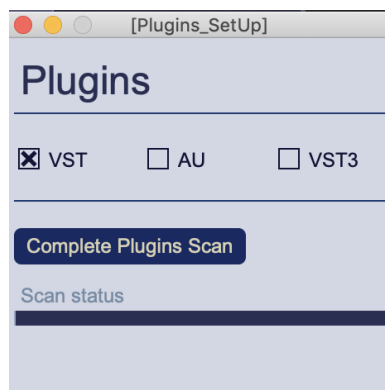 [Plugins_SetUp]
Plugins
VST AU VST3
Complete Plugins Scan
Scan status